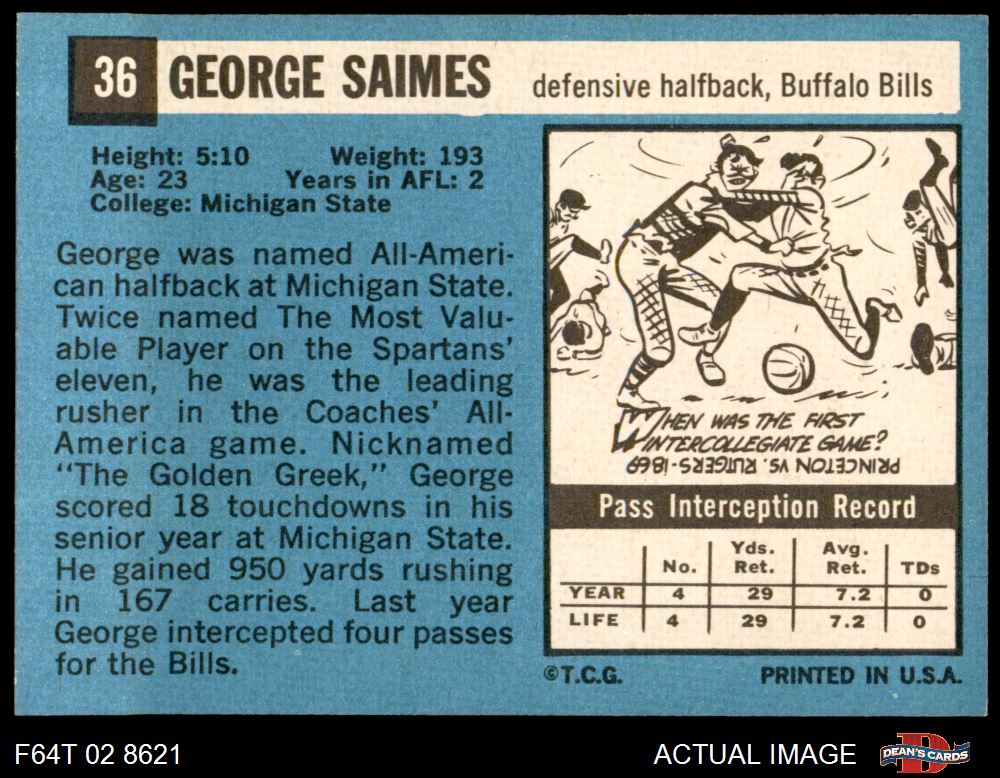 36 GEORGE SAIMES defensive halfback, Buffalo Bills
Height: 5:10 Weight: 193
Age: 23 Years in AFL: 2
College: Michigan State
George was named All-Ameri-
can halfback at Michigan State.
Twice named The Most Valu-
able Player on the Spartans'
eleven, he was the leading
rusher in the Coaches' All-
America game. Nicknamed
"The Golden Greek," George
scored 18 touchdowns in his
senior year at Michigan State.
He gained 950 yards rushing
in 167 carries. Last year
George intercepted four passes
for the Bills.
WHEN WAS THE FIRST
INTERCOLLEGIATE GAME?
PRINCETON VS. RUTGERS-1869
Pass Interception Record
No. Yds. Ret. Avg. Ret. TDs
YEAR 4 29 7.2 0
LIFE 4 29 7.2 0
©T.C.G. PRINTED IN U.S.A.
F64T 02 8621 ACTUAL IMAGE DEAN'S CARDS